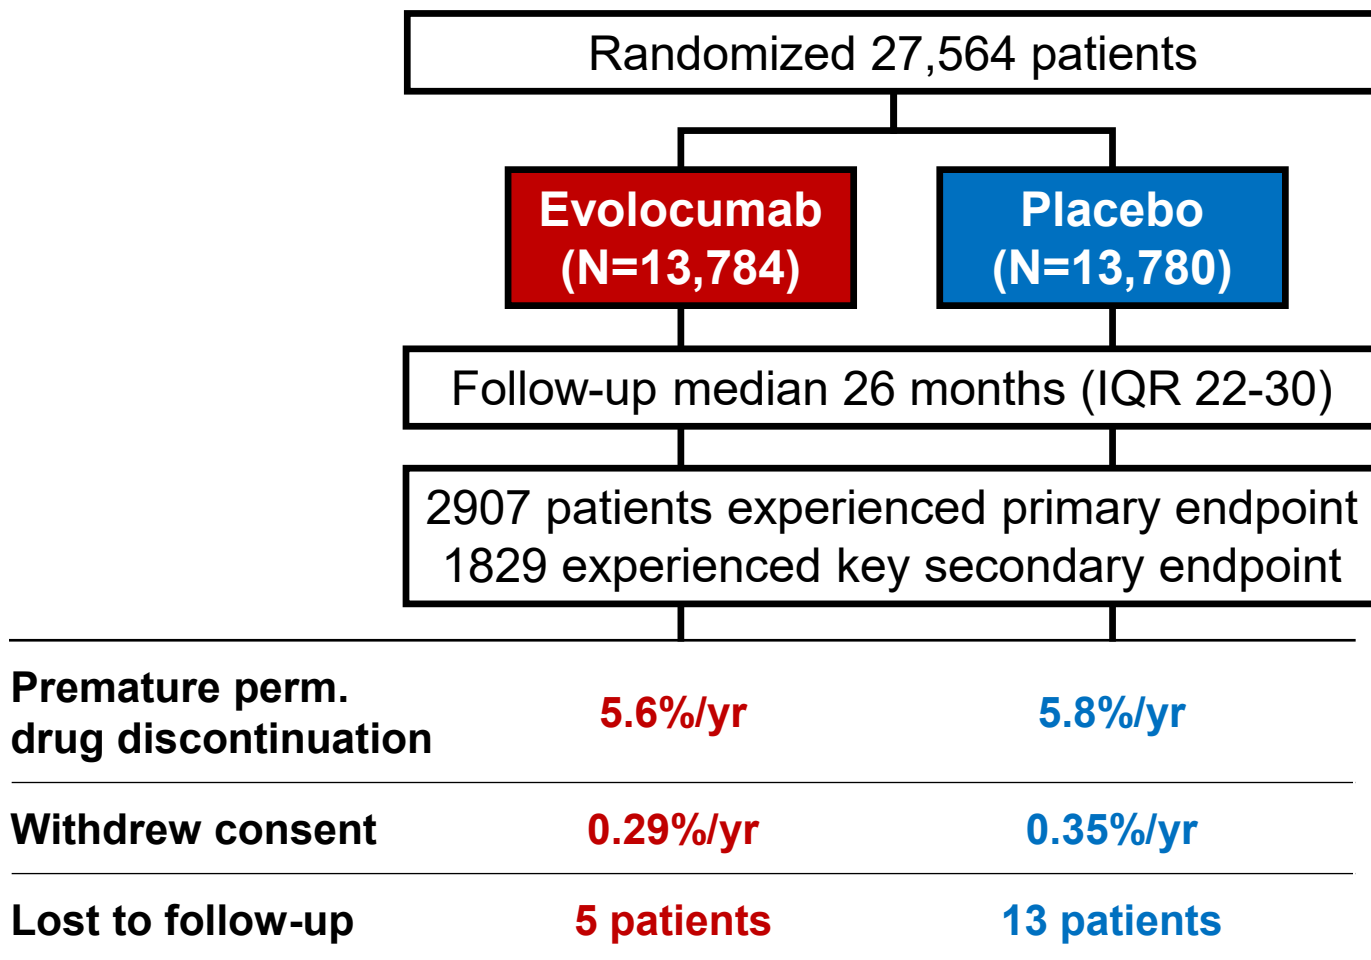 Randomized 27,564 patients
Evolocumab
(N=13,784)
Placebo
(N=13,780)
Follow-up median 26 months (IQR 22-30)
2907 patients experienced primary endpoint
1829 experienced key secondary endpoint
Premature perm.
drug discontinuation
5.6%/yr
5.8%/yr
Withdrew consent
0.29%/yr
0.35%/yr
Lost to follow-up
5 patients
13 patients